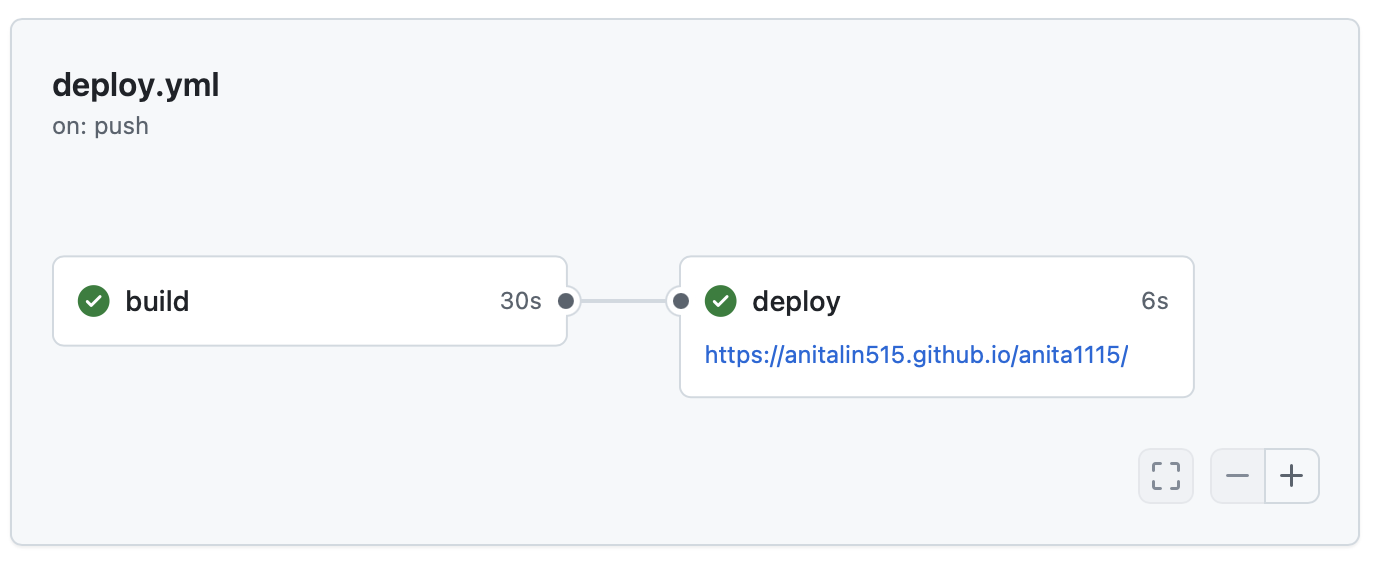 deploy.yml
on: push
build 30s
deploy 6s
https://anitalin515.github.io/anita1115/